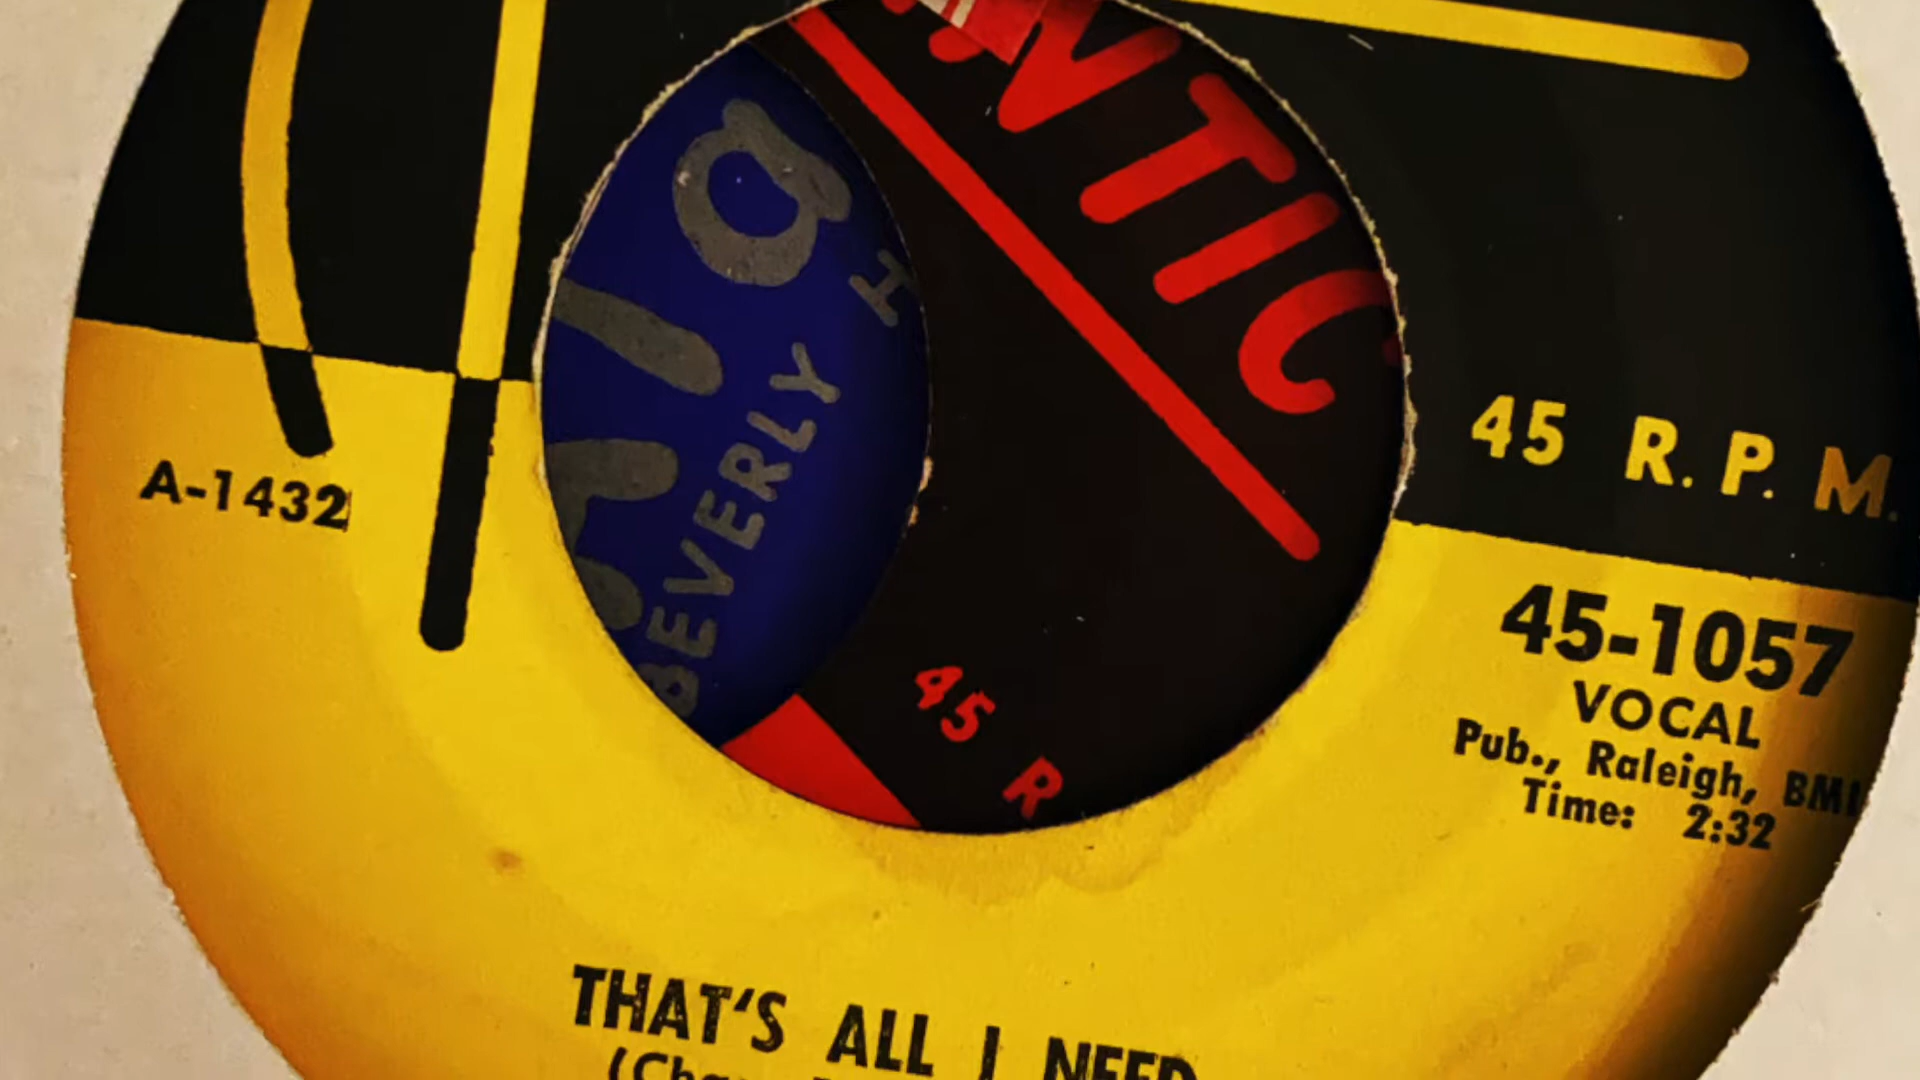 NTIC
BEVERLY H
45 R
45 R.P.M.
A-1432
45-1057
VOCAL
Pub., Raleigh, BMI
Time: 2:32
THAT'S ALL I NEED